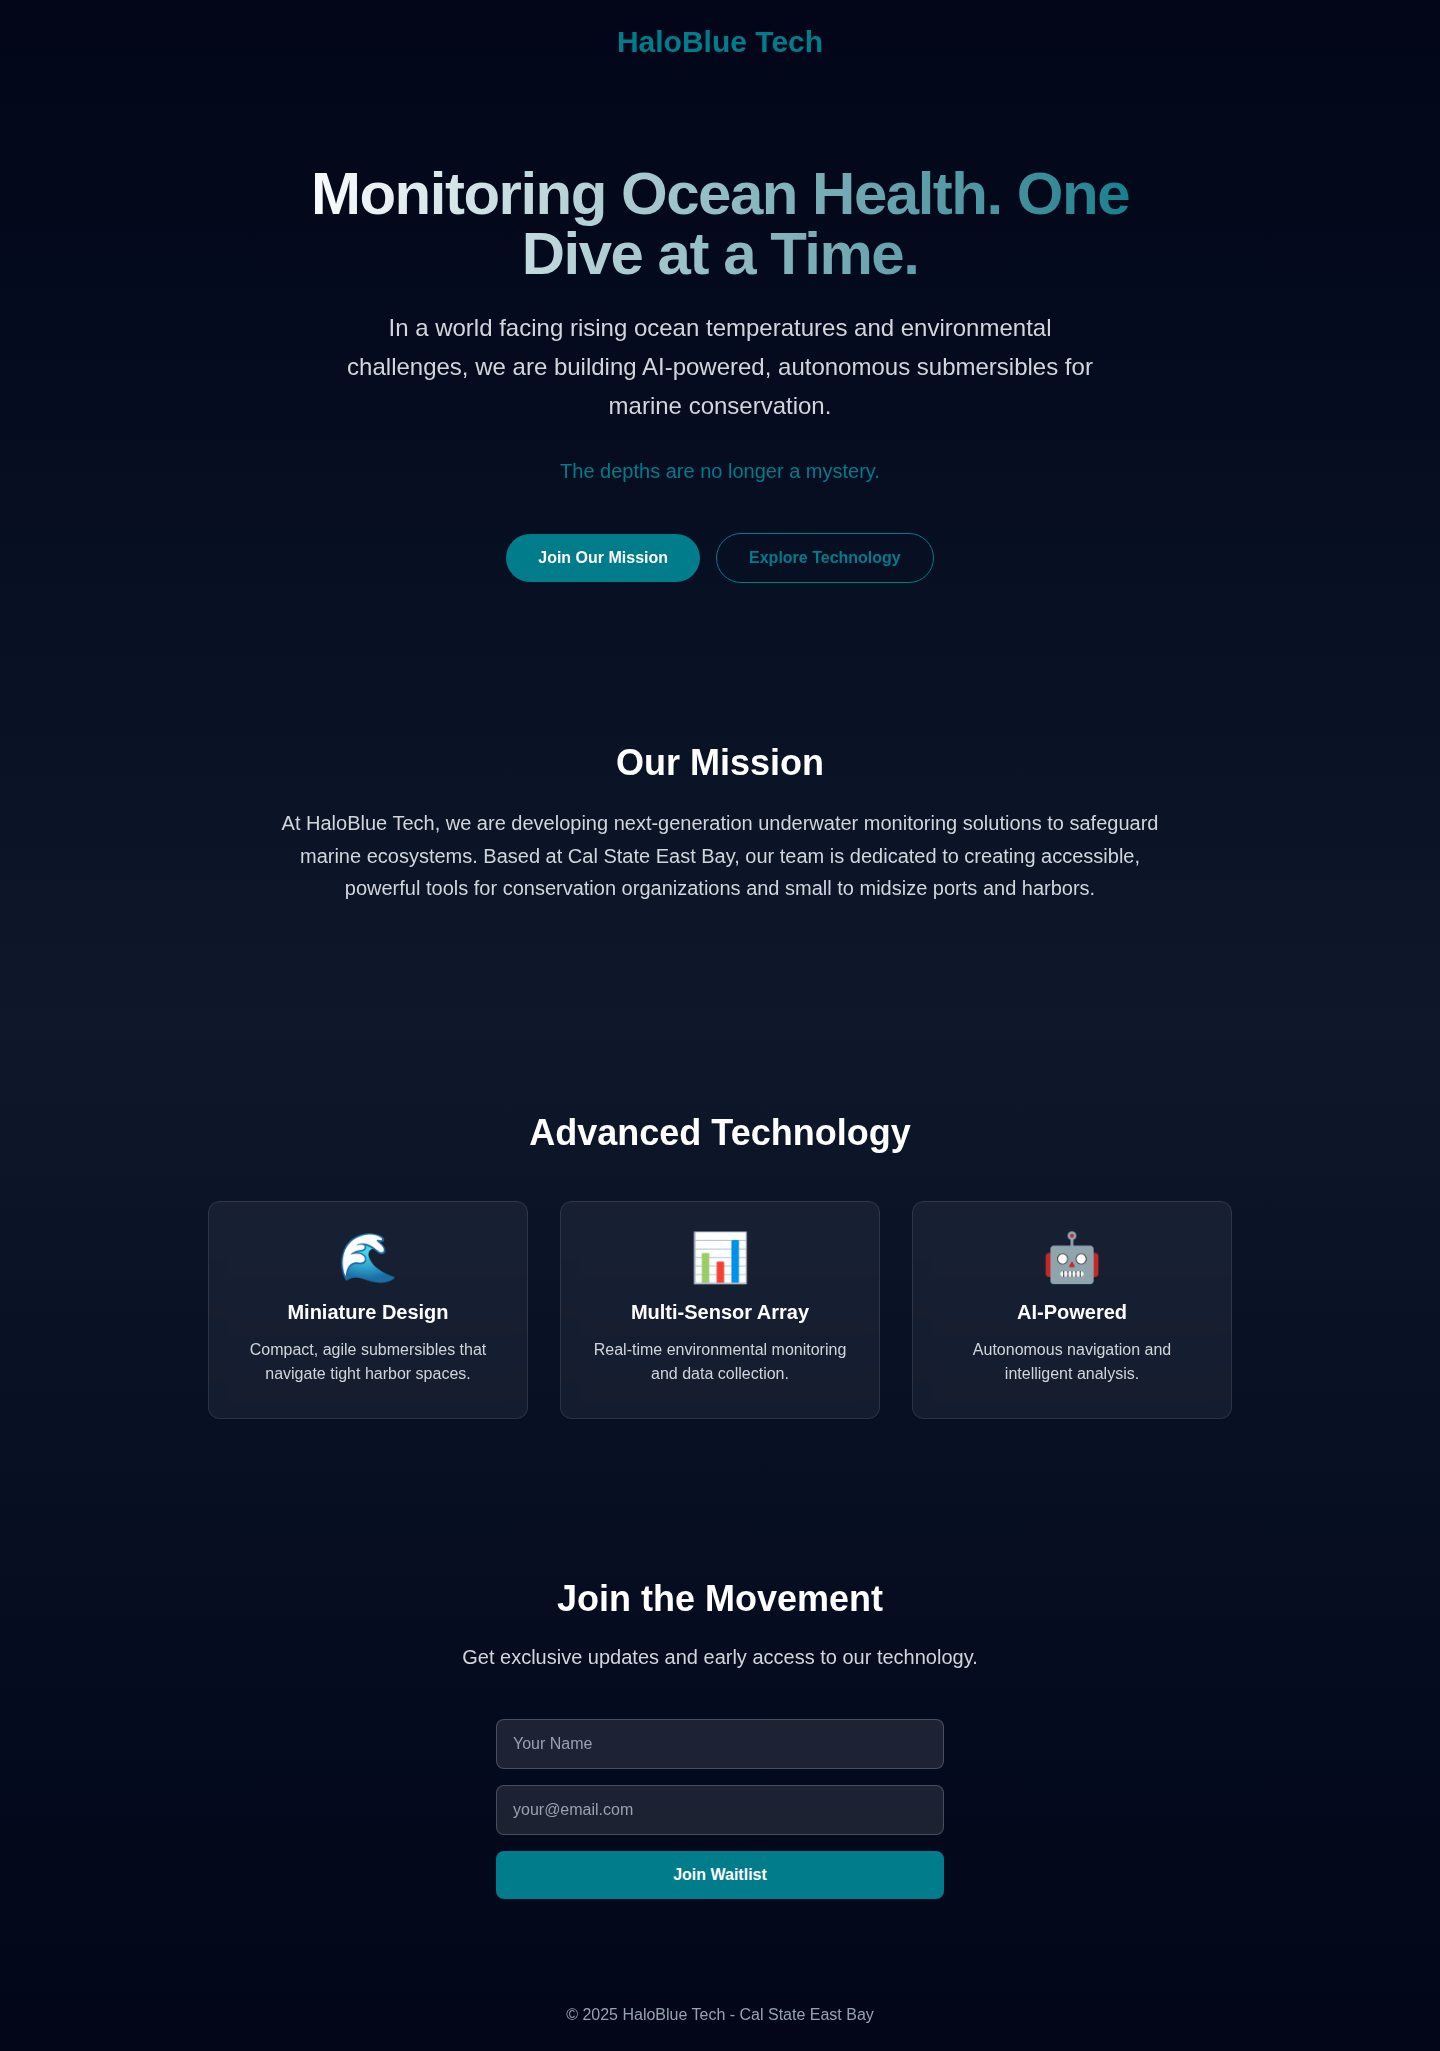 HaloBlue Tech
Monitoring Ocean Health. One
Dive at a Time.
In a world facing rising ocean temperatures and environmental
challenges, we are building AI-powered, autonomous submersibles for
marine conservation.
The depths are no longer a mystery.
Join Our Mission
Explore Technology
Our Mission
At HaloBlue Tech, we are developing next-generation underwater monitoring solutions to safeguard
marine ecosystems. Based at Cal State East Bay, our team is dedicated to creating accessible,
powerful tools for conservation organizations and small to midsize ports and harbors.
Advanced Technology
Miniature Design
Compact, agile submersibles that
navigate tight harbor spaces.
Multi-Sensor Array
Real-time environmental monitoring
and data collection.
AI-Powered
Autonomous navigation and
intelligent analysis.
Join the Movement
Get exclusive updates and early access to our technology.
Your Name
your@email.com
Join Waitlist
© 2025 HaloBlue Tech - Cal State East Bay